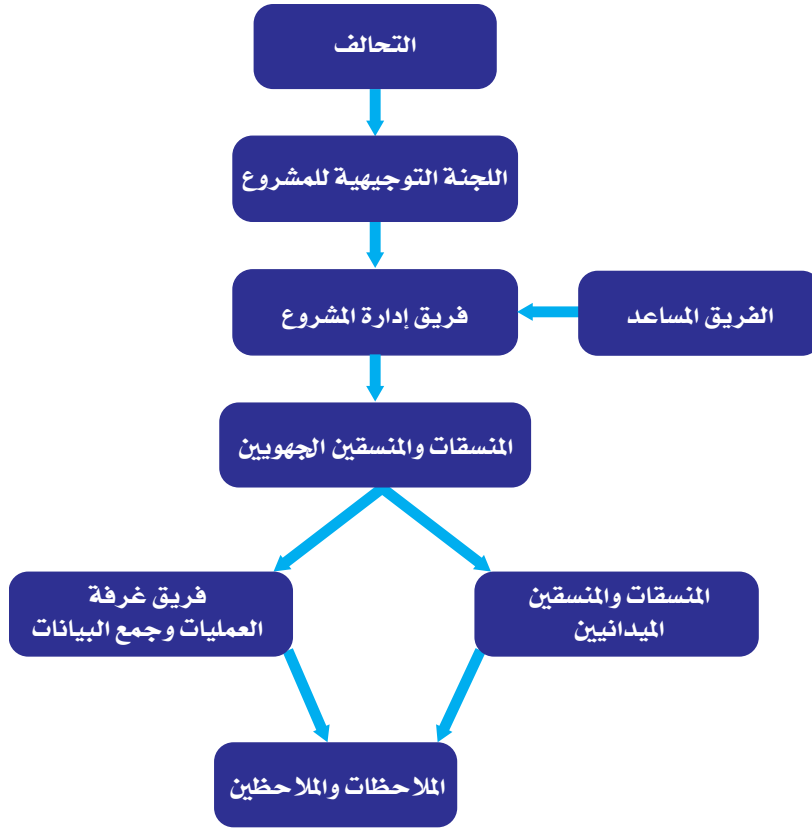 التحالف
اللجنة التوجيهية للمشروع
فريق إدارة المشروع
الفريق المساعد
المنسقات والمنسقين الجهويين
المنسقات والمنسقين
الميدانيين
فريق غرفة
العمليات وجمع البيانات
الملاحظات والملاحظين